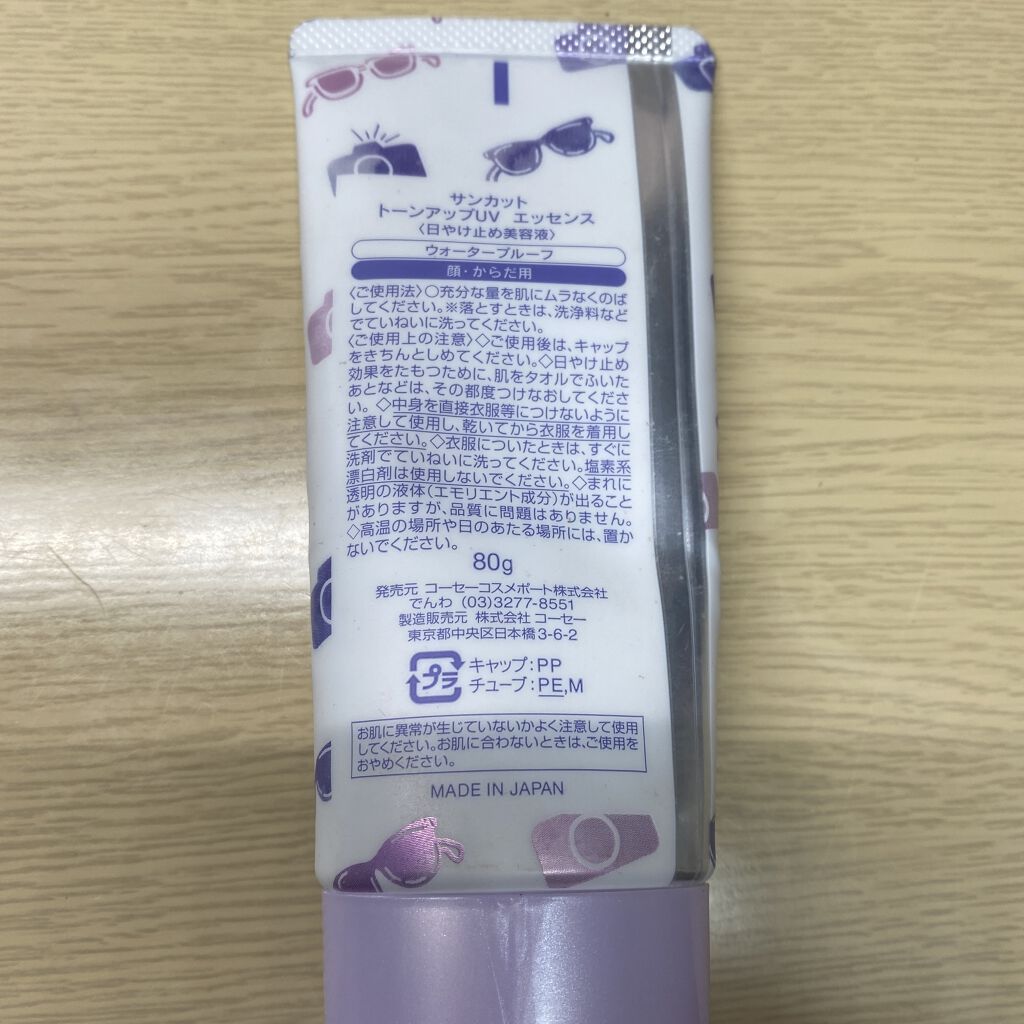 サンカット
トーンアップUV エッセンス
〈日やけ止め美容液〉
ウォータープルーフ
顔・からだ用
〈ご使用法〉○充分な量を肌にムラなくのば
してください。※落とすときは、洗浄料など
でていねいに洗ってください。
〈ご使用上の注意〉◇ご使用後は、キャップ
をきちんとしめてください。◇日やけ止め
効果をたもつために、肌をタオルでふいた
あとなどは、その都度つけなおしてくださ
い。◇中身を直接衣服等につけないように
注意して使用し、乾いてから衣服を着用し
てください。◇衣服についたときは、すぐに
洗剤でていねいに洗ってください。塩素系
漂白剤は使用しないでください。◇まれに
透明の液体(エモリエント成分)が出ること
がありますが、品質に問題はありません。
◇高温の場所や日のあたる場所には、置か
ないでください。
80g
発売元 コーセーコスメポート株式会社
でんわ (03)3277-8551
製造販売元 株式会社 コーセー
東京都中央区日本橋3-6-2
プラ キャップ:PP
チューブ:PE,M
お肌に異常が生じていないかよく注意して使用
してください。お肌に合わないときは、ご使用を
おやめください。
MADE IN JAPAN